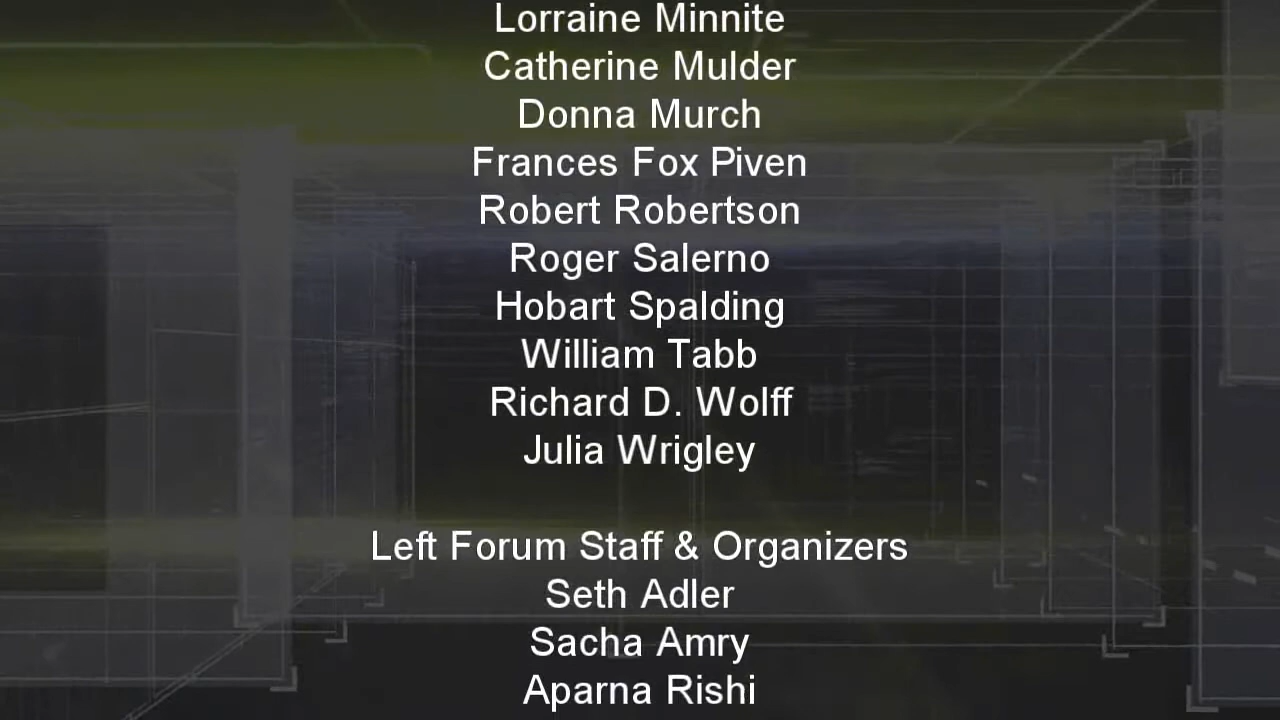 Lorraine Minnite
Catherine Mulder
Donna Murch
Frances Fox Piven
Robert Robertson
Roger Salerno
Hobart Spalding
William Tabb
Richard D. Wolff
Julia Wrigley
Left Forum Staff & Organizers
Seth Adler
Sacha Amry
Aparna Rishi